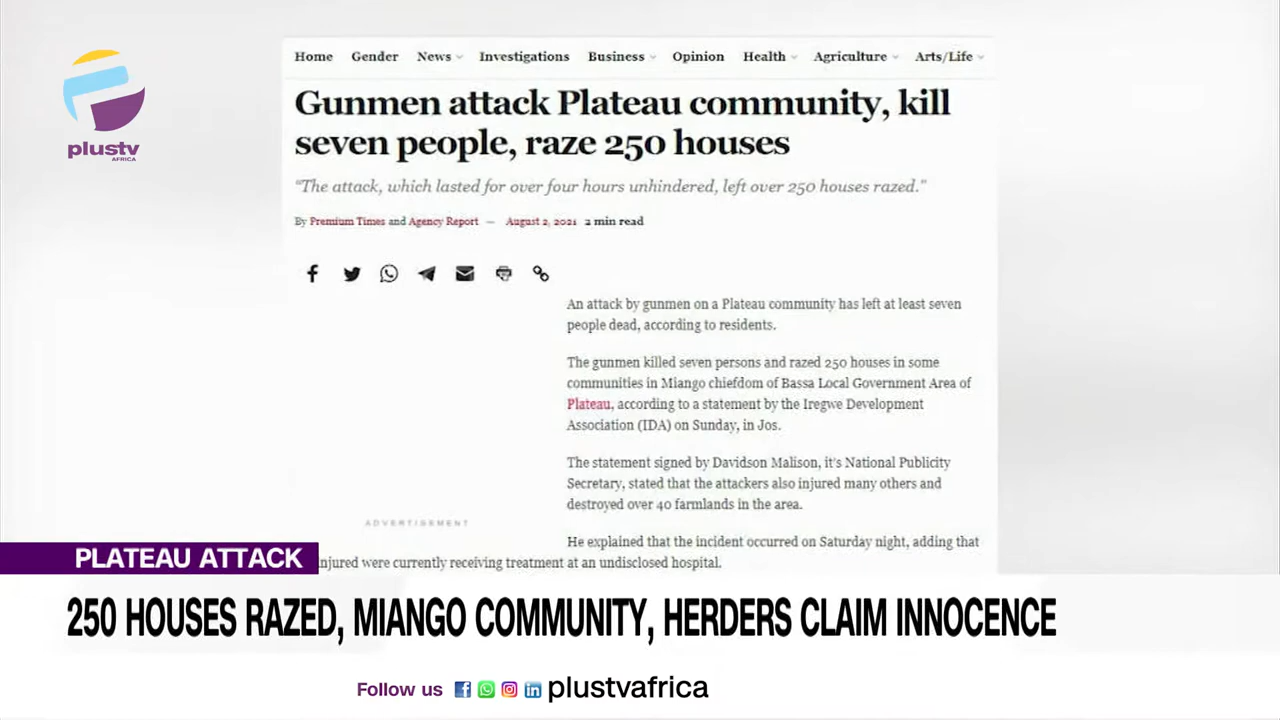 Home Gender News Investigations Business Opinion Health Agriculture Arts/Life
Gunmen attack Plateau community, kill
seven people, raze 250 houses
“The attack, which lasted for over four hours unhindered, left over 250 houses razed.”
By Premium Times and Agency Report — August 2, 2021 2 min read
An attack by gunmen on a Plateau community has left at least seven
people dead, according to residents.
The gunmen killed seven persons and razed 250 houses in some
communities in Miango chiefdom of Bassa Local Government Area of
Plateau, according to a statement by the Iregwe Development
Association (IDA) on Sunday, in Jos.
The statement signed by Davidson Malison, it's National Publicity
Secretary, stated that the attackers also injured many others and
destroyed over 40 farmlands in the area.
ADVERTISEMENT
He explained that the incident occurred on Saturday night, adding that
njured were currently receiving treatment at an undisclosed hospital.
plustv
AFRICA
PLATEAU ATTACK
250 HOUSES RAZED, MIANGO COMMUNITY, HERDERS CLAIM INNOCENCE
Follow us plustvafrica